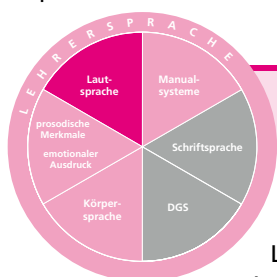 LEHRERSPRACHE
Laut-
sprache
Manual-
systeme
prosodische
Merkmale
emotionaler
Ausdruck
Schriftsprache
Körper-
sprache
DGS
L